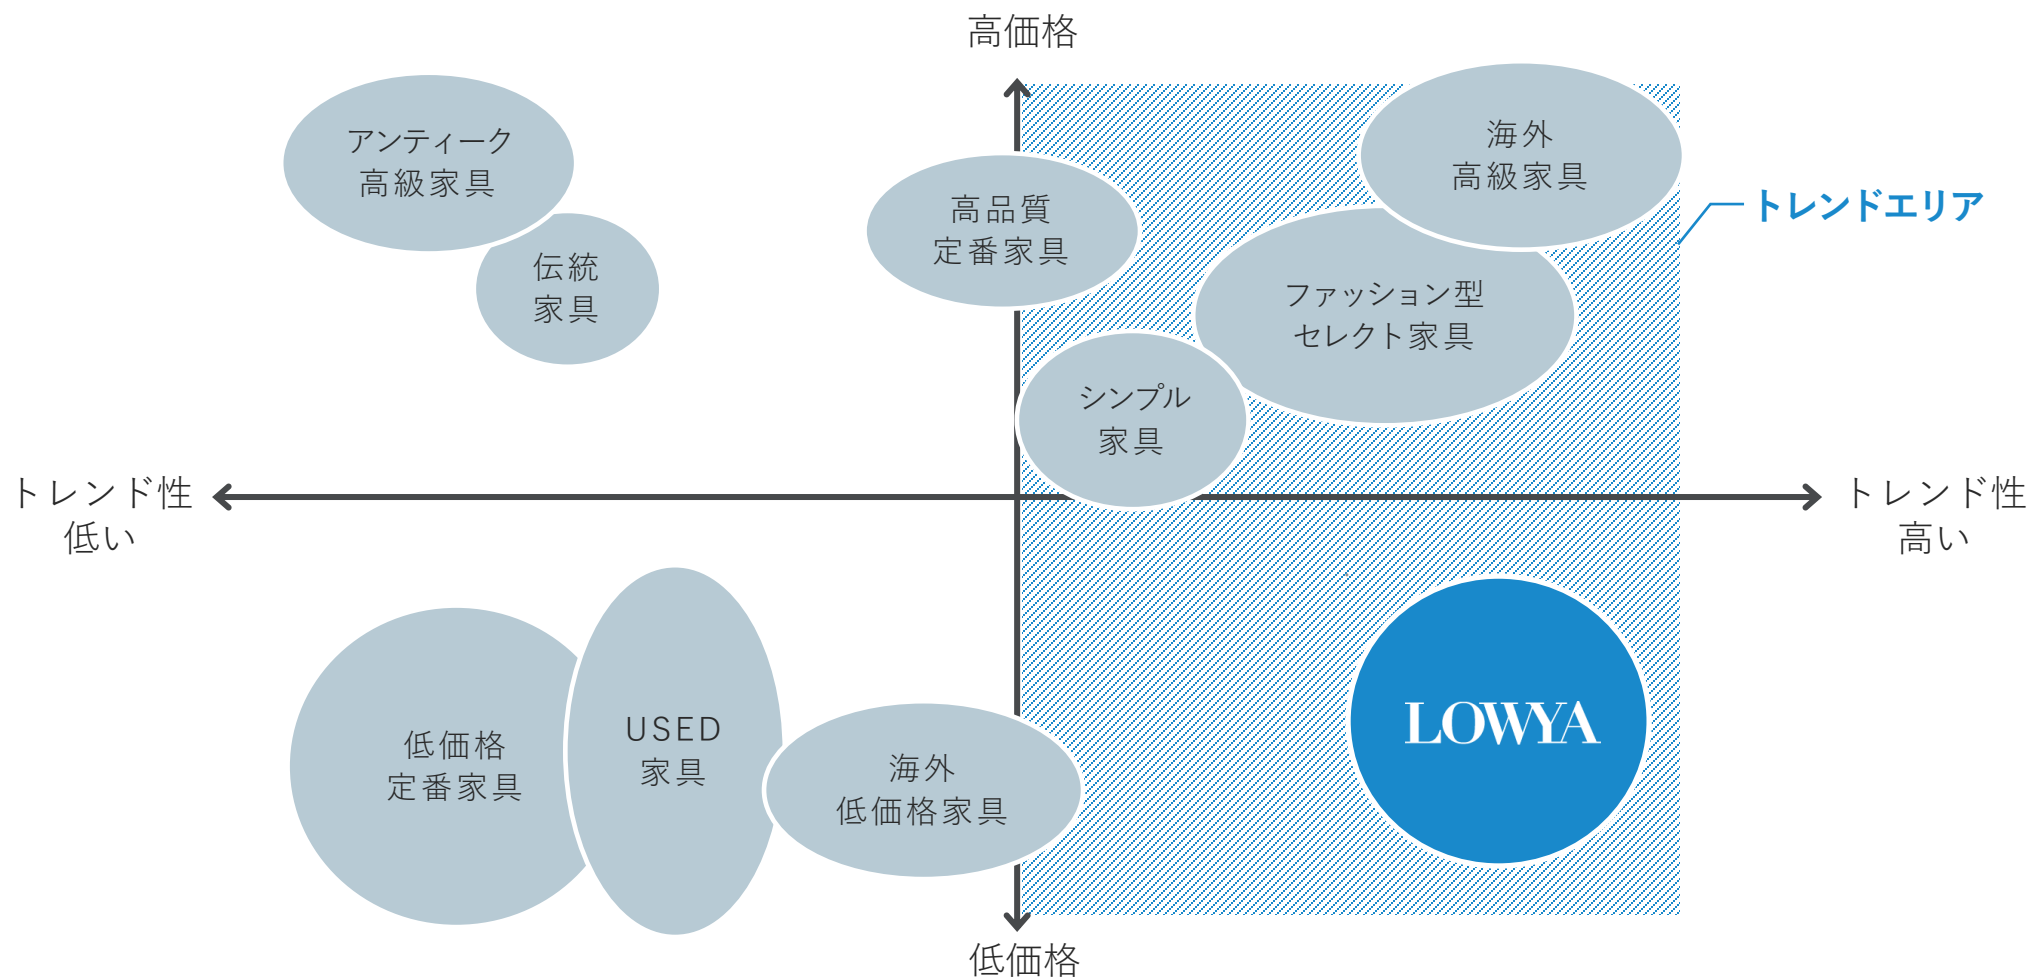 高価格
アンティーク
高級家具
伝統
家具
高品質
定番家具
海外
高級家具
トレンドエリア
ファッション型
セレクト家具
シンプル
家具
トレンド性
低い
トレンド性
高い
低価格
定番家具
USED
家具
海外
低価格家具
LOWYA
低価格